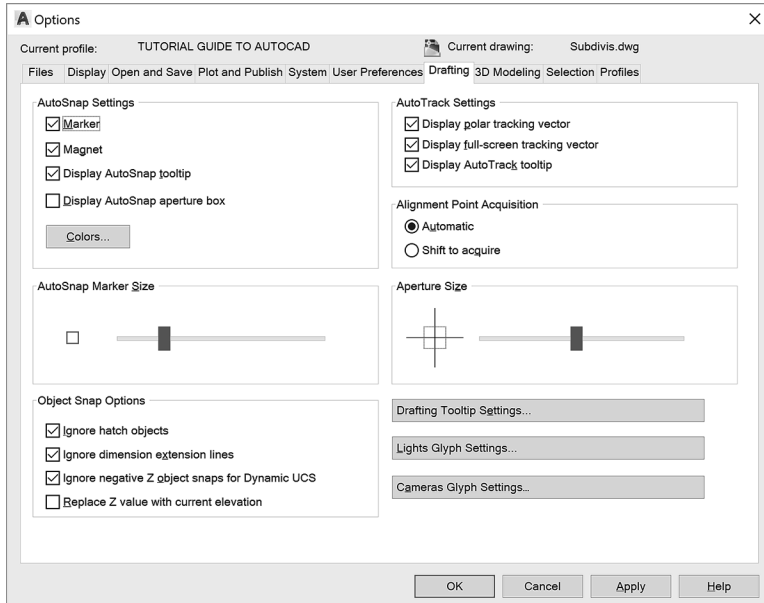 A Options
Current profile: TUTORIAL GUIDE TO AUTOCAD Current drawing: Subdivis.dwg
Files Display Open and Save Plot and Publish System User Preferences Drafting 3D Modeling Selection Profiles
AutoSnap Settings
Marker
Magnet
Display AutoSnap tooltip
Display AutoSnap aperture box
Colors...
AutoTrack Settings
Display polar tracking vector
Display full-screen tracking vector
Display AutoTrack tooltip
Alignment Point Acquisition
Automatic
Shift to acquire
AutoSnap Marker Size
Aperture Size
Object Snap Options
Ignore hatch objects
Ignore dimension extension lines
Ignore negative Z object snaps for Dynamic UCS
Replace Z value with current elevation
Drafting Tooltip Settings...
Lights Glyph Settings...
Cameras Glyph Settings...
OK Cancel Apply Help